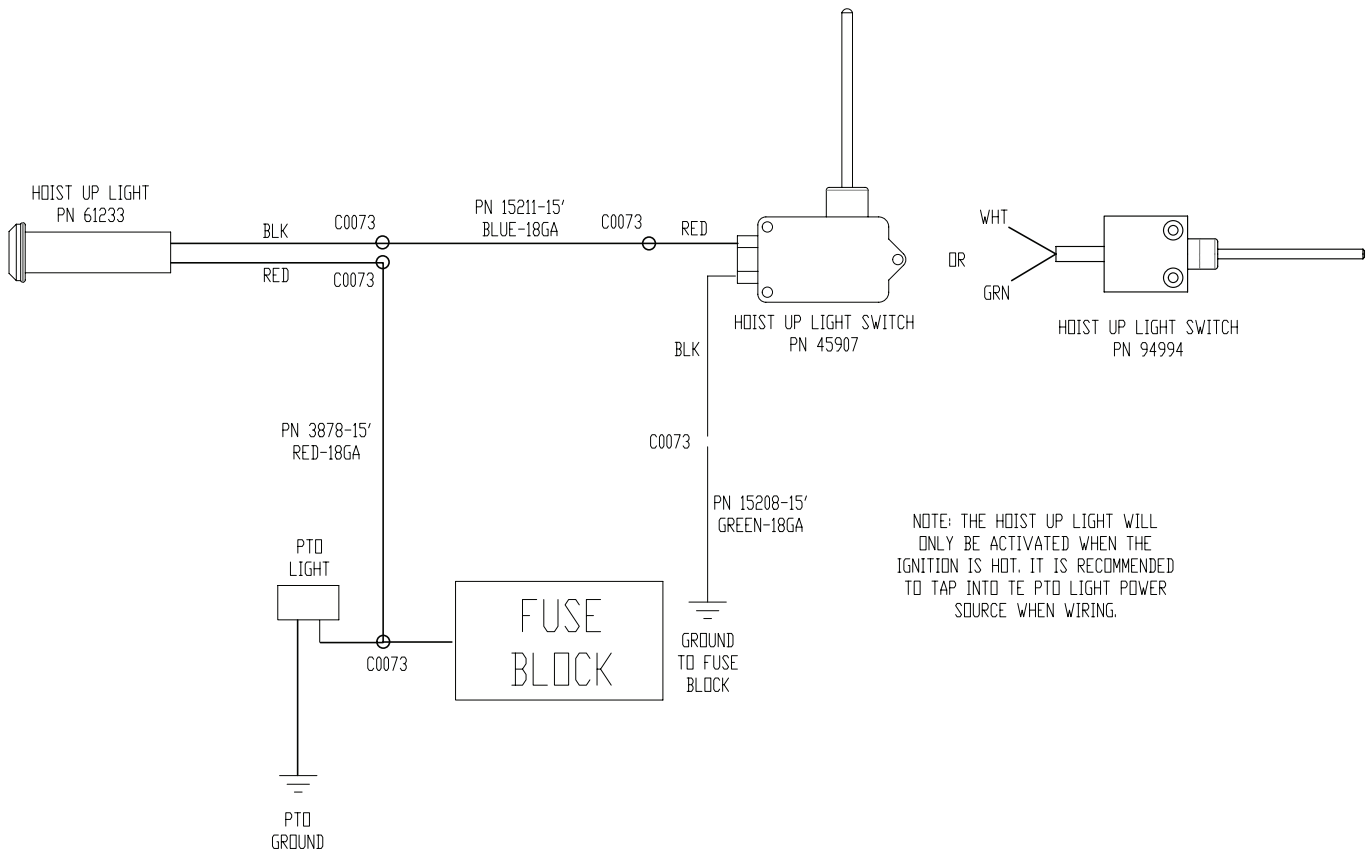 HOIST UP LIGHT
PN 61233
BLK
RED
C0073
C0073
PN 15211-15'
BLUE-18GA
C0073
RED
BLK
HOIST UP LIGHT SWITCH
PN 45907
OR
WHT
GRN
HOIST UP LIGHT SWITCH
PN 94994
PN 3878-15'
RED-18GA
C0073
PN 15208-15'
GREEN-18GA
NOTE: THE HOIST UP LIGHT WILL
ONLY BE ACTIVATED WHEN THE
IGNITION IS HOT. IT IS RECOMMENDED
TO TAP INTO TE PTO LIGHT POWER
SOURCE WHEN WIRING.
PTO
LIGHT
C0073
FUSE
BLOCK
GROUND
TO FUSE
BLOCK
PTO
GROUND